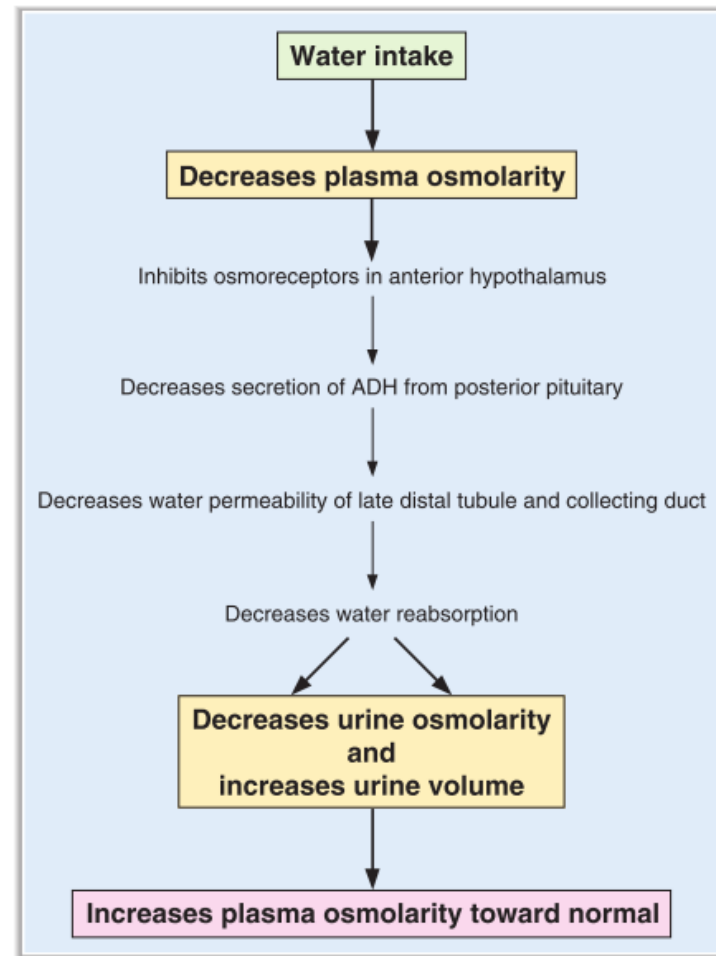 Water intake
Decreases plasma osmolarity
Inhibits osmoreceptors in anterior hypothalamus
Decreases secretion of ADH from posterior pituitary
Decreases water permeability of late distal tubule and collecting duct
Decreases water reabsorption
Decreases urine osmolarity
and
increases urine volume
Increases plasma osmolarity toward normal